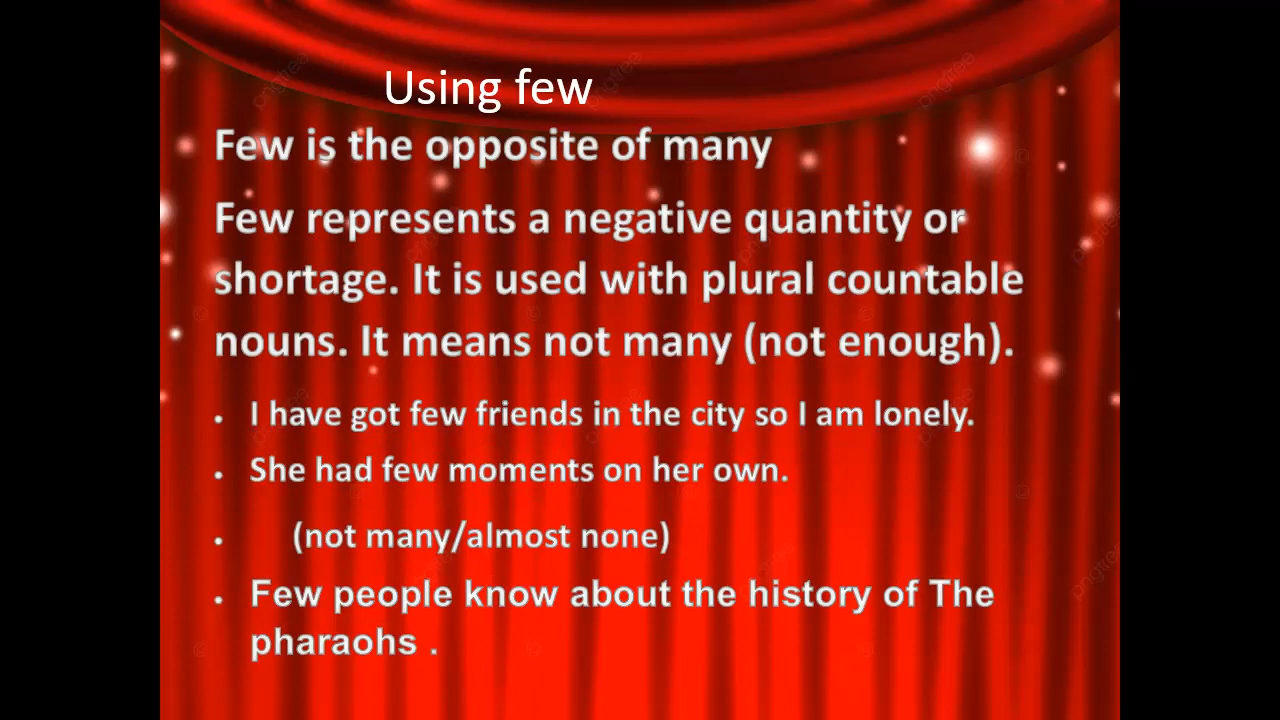 Using few
Few is the opposite of many
Few represents a negative quantity or
shortage. It is used with plural countable
nouns. It means not many (not enough).
• I have got few friends in the city so I am lonely.
• She had few moments on her own.
• (not many/almost none)
• Few people know about the history of The
pharaohs .